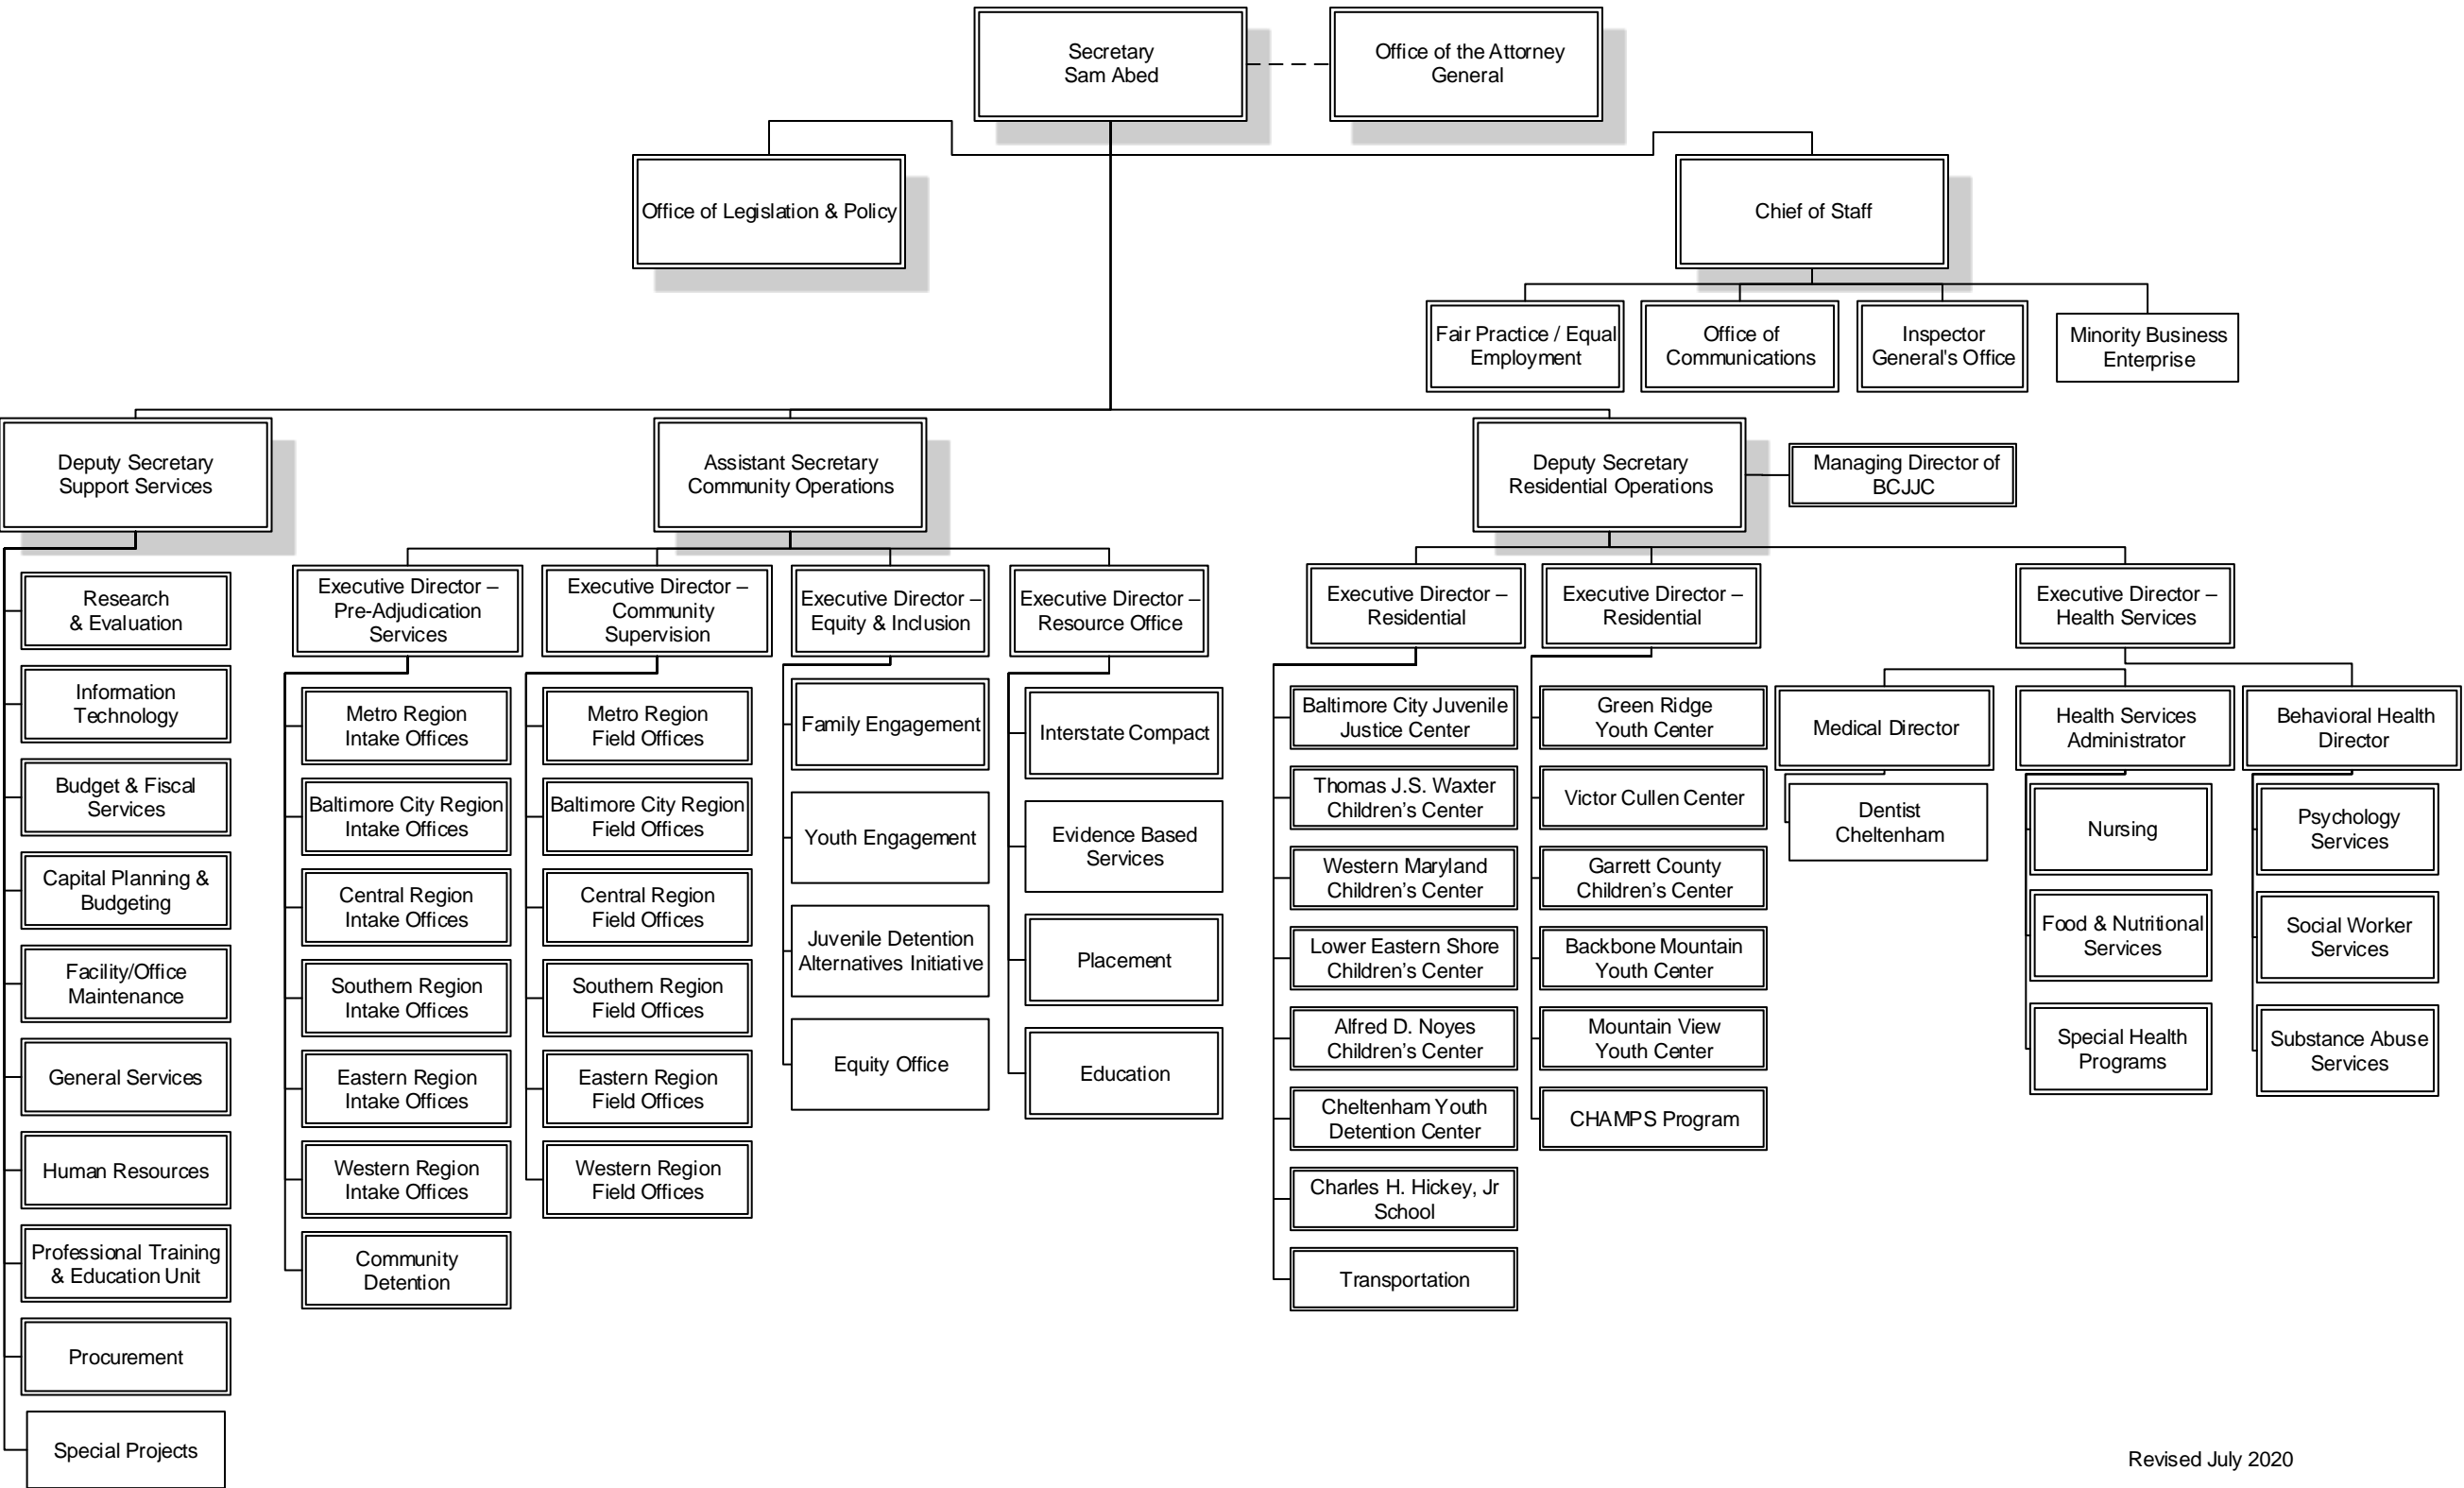 Secretary
Sam Abed
Office of the Attorney
General
Office of Legislation & Policy
Chief of Staff
Fair Practice / Equal
Employment
Office of
Communications
Inspector
General's Office
Minority Business
Enterprise
Deputy Secretary
Support Services
Assistant Secretary
Community Operations
Deputy Secretary
Residential Operations
Managing Director of
BCJJC
Research
& Evaluation
Information
Technology
Budget & Fiscal
Services
Capital Planning &
Budgeting
Facility/Office
Maintenance
General Services
Human Resources
Professional Training
& Education Unit
Procurement
Special Projects
Executive Director –
Pre-Adjudication
Services
Metro Region
Intake Offices
Baltimore City Region
Intake Offices
Central Region
Intake Offices
Southern Region
Intake Offices
Eastern Region
Intake Offices
Western Region
Intake Offices
Community
Detention
Executive Director –
Community
Supervision
Metro Region
Field Offices
Baltimore City Region
Field Offices
Central Region
Field Offices
Southern Region
Field Offices
Eastern Region
Field Offices
Western Region
Field Offices
Executive Director –
Equity & Inclusion
Family Engagement
Youth Engagement
Juvenile Detention
Alternatives Initiative
Equity Office
Executive Director –
Resource Office
Interstate Compact
Evidence Based
Services
Placement
Education
Executive Director –
Residential
Baltimore City Juvenile
Justice Center
Thomas J.S. Waxter
Children's Center
Western Maryland
Children's Center
Lower Eastern Shore
Children's Center
Alfred D. Noyes
Children's Center
Cheltenham Youth
Detention Center
Charles H. Hickey, Jr
School
Transportation
Executive Director –
Residential
Green Ridge
Youth Center
Victor Cullen Center
Garrett County
Children's Center
Backbone Mountain
Youth Center
Mountain View
Youth Center
CHAMPS Program
Executive Director –
Health Services
Medical Director
Dentist
Cheltenham
Health Services
Administrator
Nursing
Food & Nutritional
Services
Special Health
Programs
Behavioral Health
Director
Psychology
Services
Social Worker
Services
Substance Abuse
Services
Revised July 2020